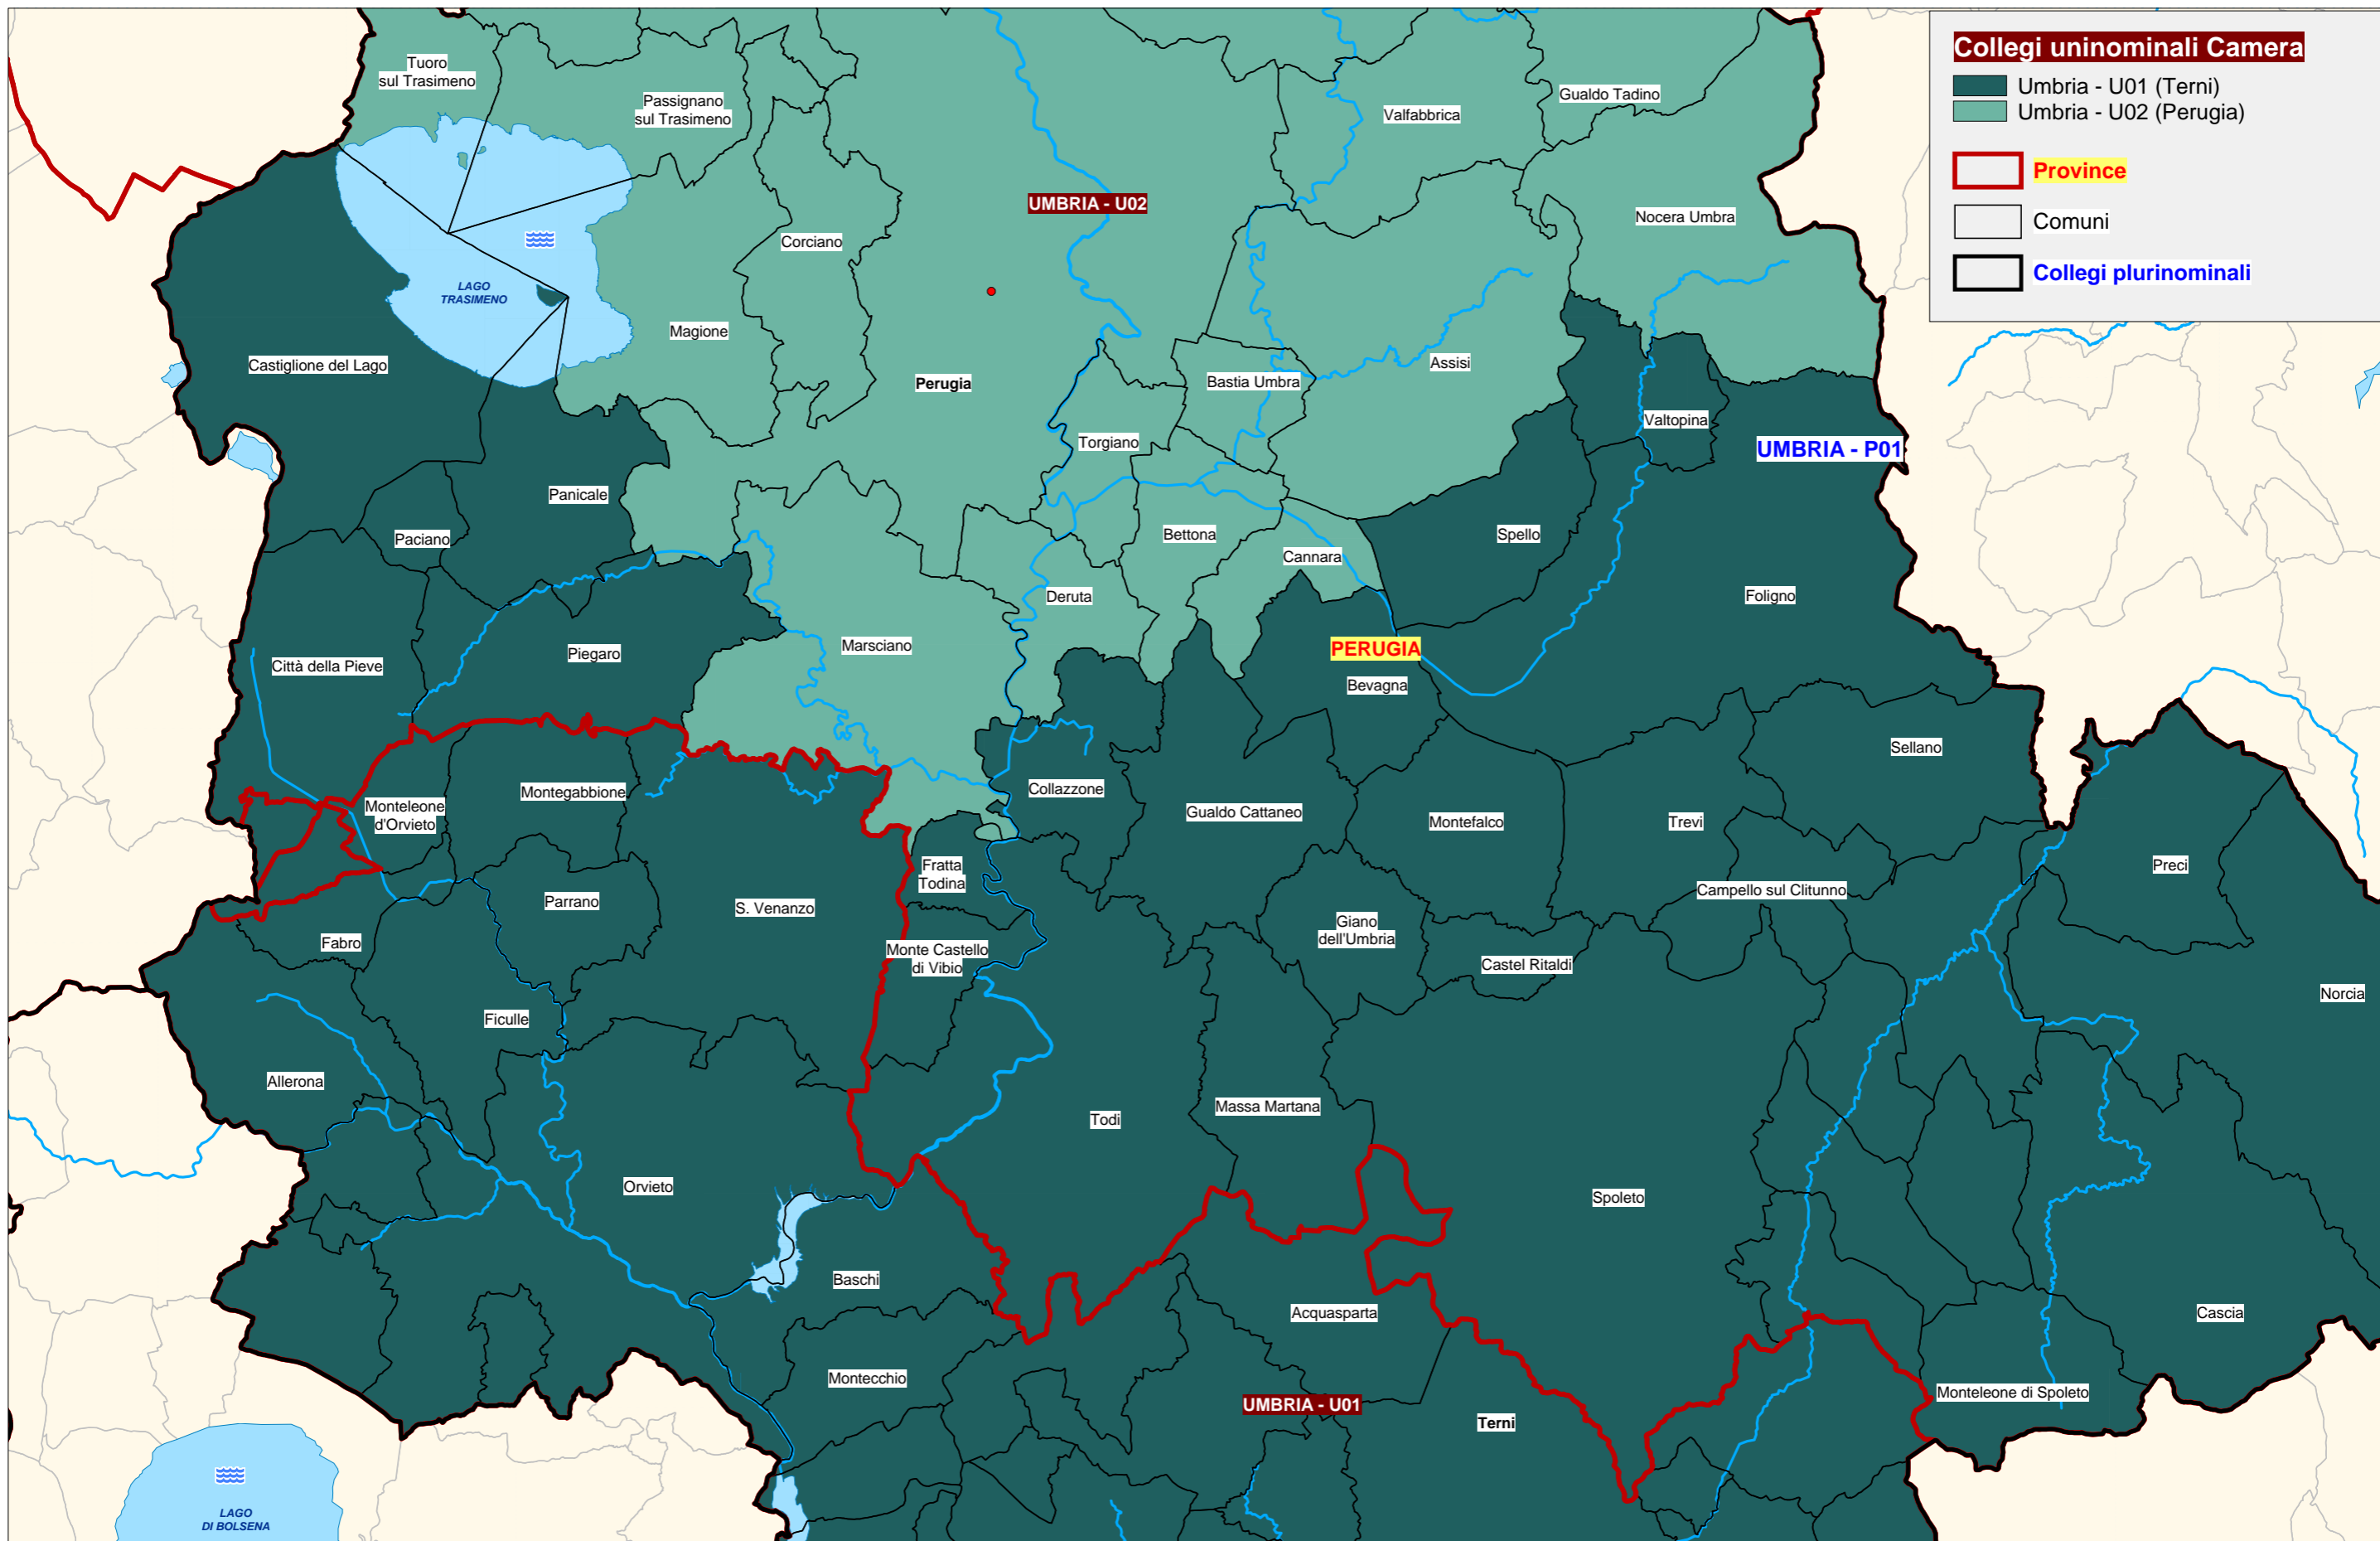 Collegi uninominali Camera
Umbria - U01 (Terni)
Umbria - U02 (Perugia)
Province
Comuni
Collegi plurinominali
Tuoro
sul Trasimeno
Passignano
sul Trasimeno
Valfabbrica
Gualdo Tadino
UMBRIA - U02
Nocera Umbra
Corciano
LAGO
TRASIMENO
Magione
Castiglione del Lago
Perugia
Bastia Umbra
Assisi
Valtopina
Torgiano
UMBRIA - P01
Panicale
Paciano
Bettona
Spello
Cannara
Deruta
Foligno
Marsciano
Piegaro
PERUGIA
Città della Pieve
Bevagna
Sellano
Montegabbione
Collazzone
Monteleone
d'Orvieto
Gualdo Cattaneo
Montefalco
Trevi
Fratta
Todina
Preci
Campello sul Clitunno
Parrano
S. Venanzo
Giano
dell'Umbria
Fabro
Monte Castello
di Vibio
Castel Ritaldi
Norcia
Ficulle
Allerona
Massa Martana
Todi
Orvieto
Spoleto
Baschi
Acquasparta
Cascia
Montecchio
Monteleone di Spoleto
UMBRIA - U01
Terni
LAGO
DI BOLSENA